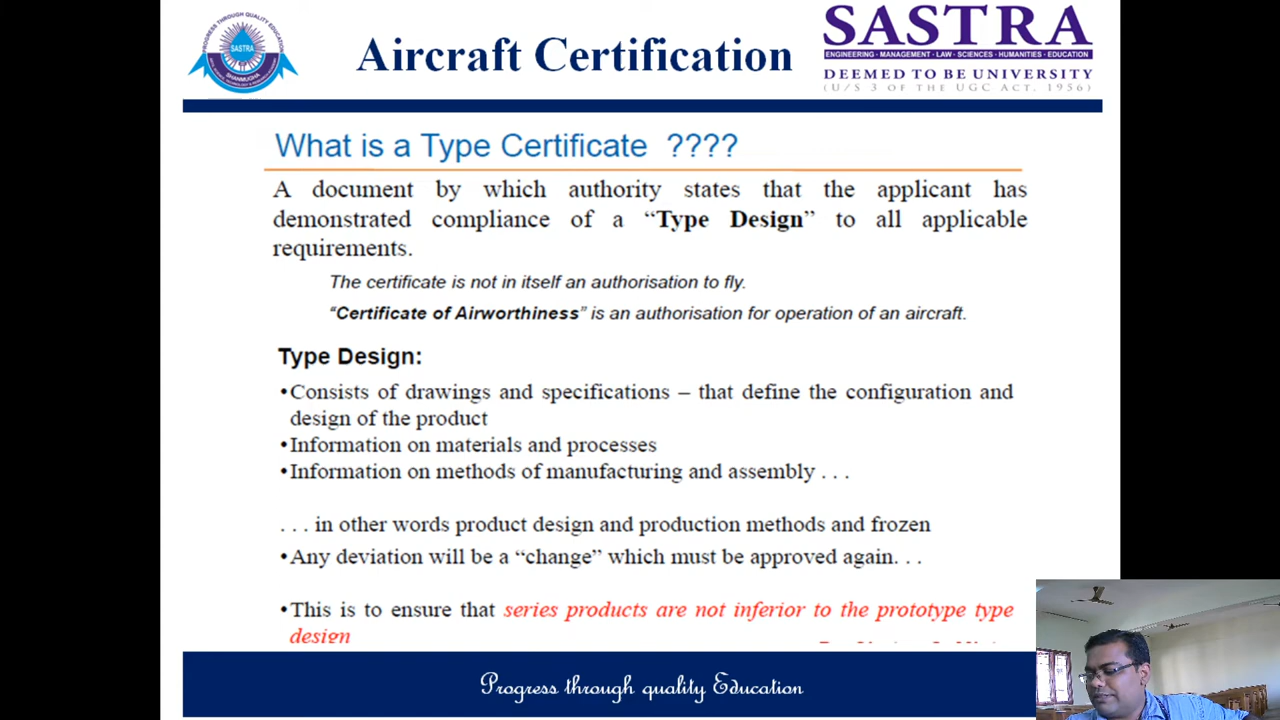 PROGRESS THROUGH QUALITY EDUCATION
SASTRA
SHANMUGHA
Aircraft Certification
SASTRA
ENGINEERING · MANAGEMENT · LAW · SCIENCES · HUMANITIES · EDUCATION
DEEMED TO BE UNIVERSITY
(U/S 3 OF THE UGC ACT, 1956)
What is a Type Certificate ????
A document by which authority states that the applicant has
demonstrated compliance of a “Type Design” to all applicable
requirements.
The certificate is not in itself an authorisation to fly.
“Certificate of Airworthiness” is an authorisation for operation of an aircraft.
Type Design:
•Consists of drawings and specifications – that define the configuration and
design of the product
•Information on materials and processes
•Information on methods of manufacturing and assembly . . .
. . . in other words product design and production methods and frozen
•Any deviation will be a “change” which must be approved again. . .
•This is to ensure that series products are not inferior to the prototype type
design
Progress through quality Education